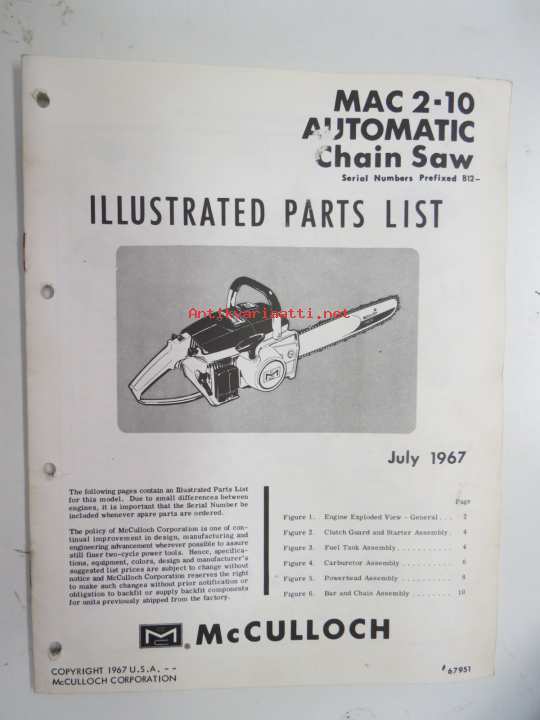 MAC 2-10
AUTOMATIC
Chain Saw
Serial Numbers Prefixed B12-
ILLUSTRATED PARTS LIST
Antikvariaatti.net
M
July 1967
The following pages contain an Illustrated Parts List
for this model. Due to small differences between
engines, it is important that the Serial Number be
included whenever spare parts are ordered.
The policy of McCulloch Corporation is one of con-
tinual improvement in design, manufacturing and
engineering advancement wherever possible to assure
still finer two-cycle power tools. Hence, specifica-
tions, equipment, colors, design and manufacturer's
suggested list prices are subject to change without
notice and McCulloch Corporation reserves the right
to make such changes without prior notification or
obligation to backfit or supply backfit components
for units previously shipped from the factory.
Page
Figure 1. Engine Exploded View - General . . . 2
Figure 2. Clutch Guard and Starter Assembly. 4
Figure 3. Fuel Tank Assembly . . . . . . . . . . 4
Figure 4. Carburetor Assembly . . . . . . . . . 6
Figure 5. Powerhead Assembly . . . . . . . . . 8
Figure 6. Bar and Chain Assembly . . . . . . . . 10
MC ® McCULLOCH
COPYRIGHT 1967 U.S.A. --
McCULLOCH CORPORATION
#67951